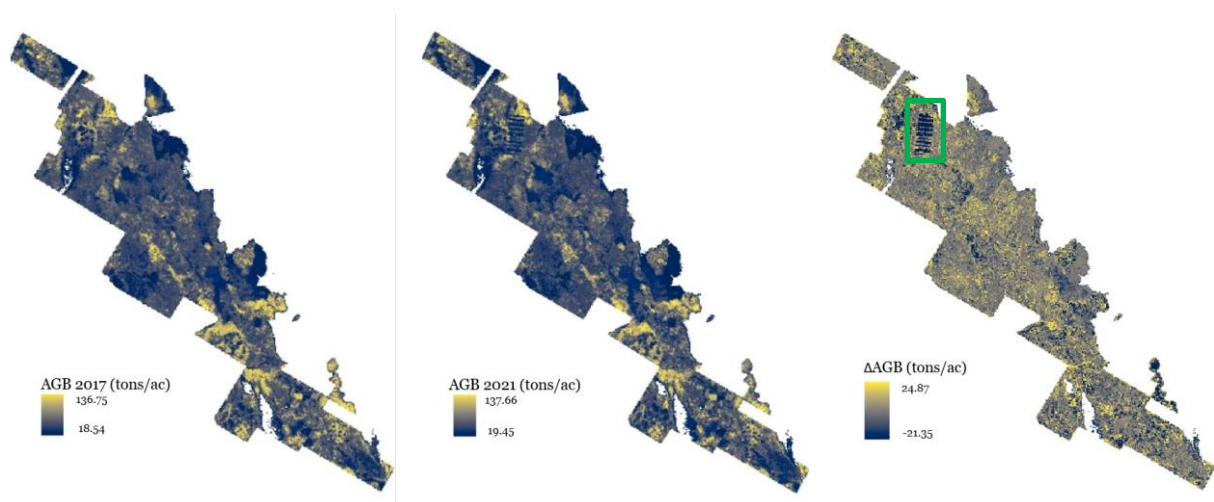 AGB 2017 (tons/ac)
136.75
18.54
AGB 2021 (tons/ac)
137.66
19.45
ΔAGB (tons/ac)
24.87
-21.35